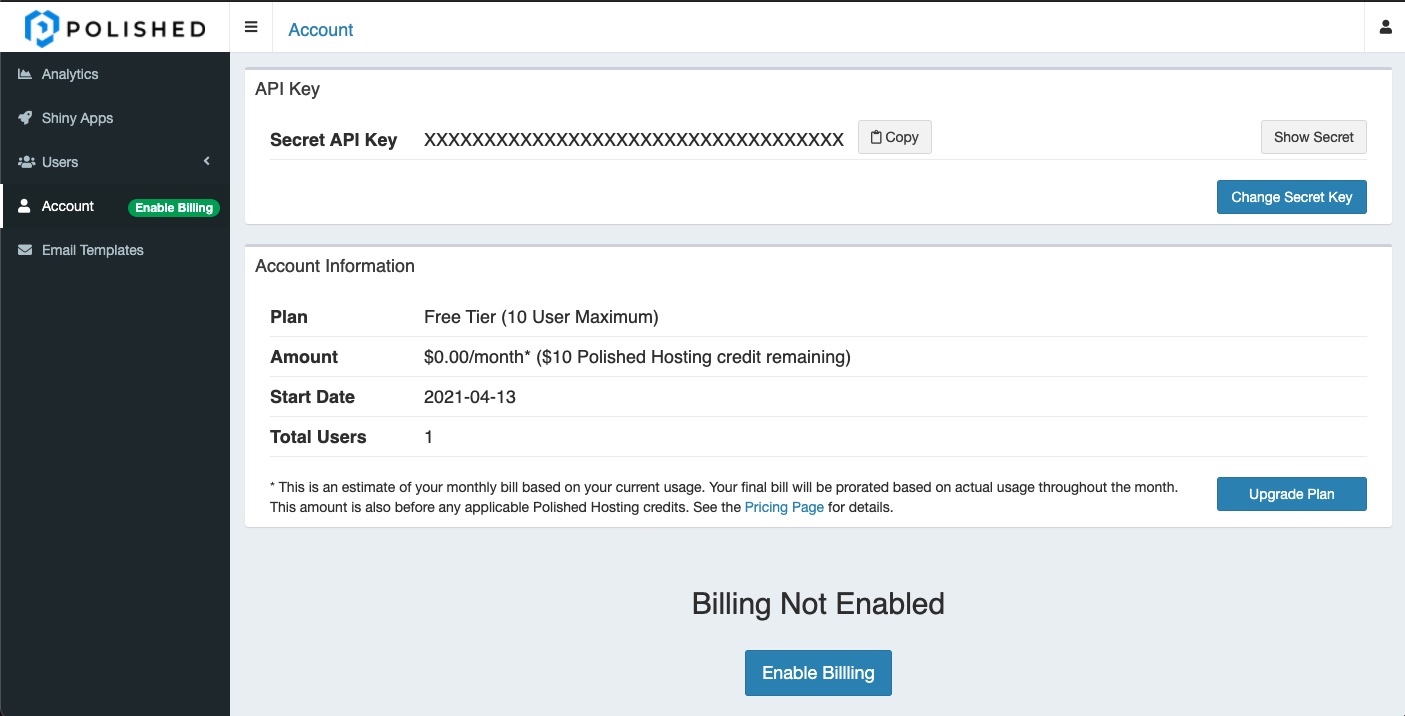 POLISHED
Account
Analytics
Shiny Apps
Users
Account Enable Billing
Email Templates
API Key
Secret API Key XXXXXXXXXXXXXXXXXXXXXXXXXXXXXXXXXXX Copy Show Secret
Change Secret Key
Account Information
Plan Free Tier (10 User Maximum)
Amount $0.00/month* ($10 Polished Hosting credit remaining)
Start Date 2021-04-13
Total Users 1
* This is an estimate of your monthly bill based on your current usage. Your final bill will be prorated based on actual usage throughout the month.
This amount is also before any applicable Polished Hosting credits. See the Pricing Page for details.
Upgrade Plan
Billing Not Enabled
Enable Billling